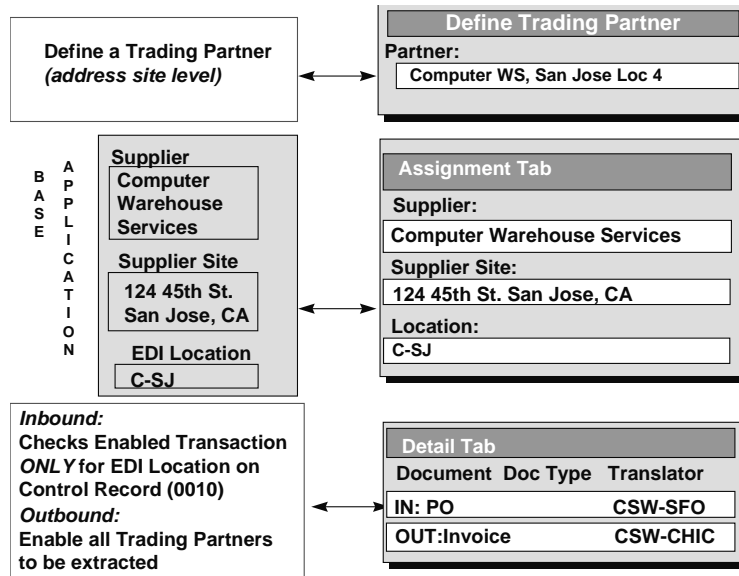 Define a Trading Partner
(address site level)
Define Trading Partner
Partner:
Computer WS, San Jose Loc 4
BASE
APPLICATION
Supplier
Computer
Warehouse
Services
Supplier Site
124 45th St.
San Jose, CA
EDI Location
C-SJ
Assignment Tab
Supplier:
Computer Warehouse Services
Supplier Site:
124 45th St. San Jose, CA
Location:
C-SJ
Inbound:
Checks Enabled Transaction
ONLY for EDI Location on
Control Record (0010)
Outbound:
Enable all Trading Partners
to be extracted
Detail Tab
Document Doc Type Translator
IN: PO CSW-SFO
OUT:Invoice CSW-CHIC